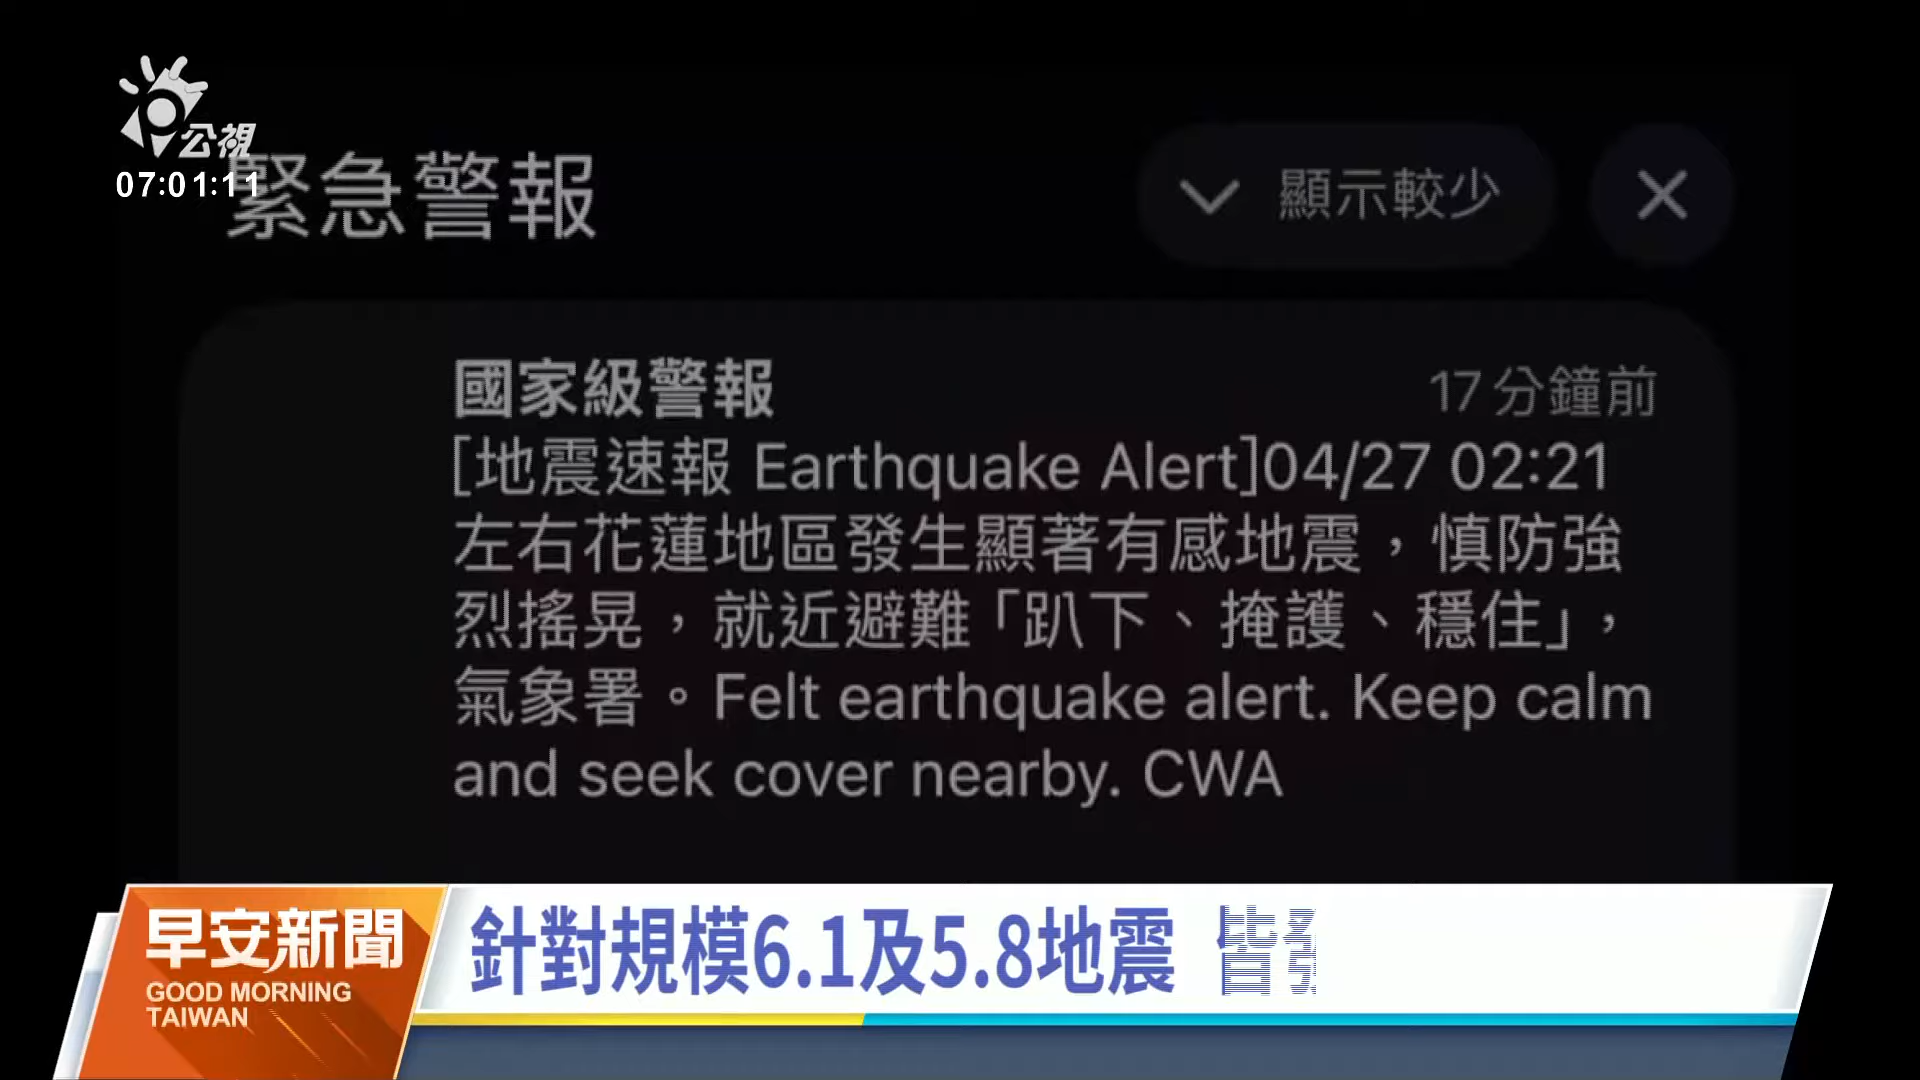 公視
07:01:11
緊急警報
顯示較少
國家級警報
17 分鐘前
[地震速報 Earthquake Alert]04/27 02:21
左右花蓮地區發生顯著有感地震，慎防強
烈搖晃，就近避難「趴下、掩護、穩住」，
氣象署。Felt earthquake alert. Keep calm
and seek cover nearby. CWA
早安新聞
GOOD MORNING
TAIWAN
針對規模6.1及5.8地震 皆